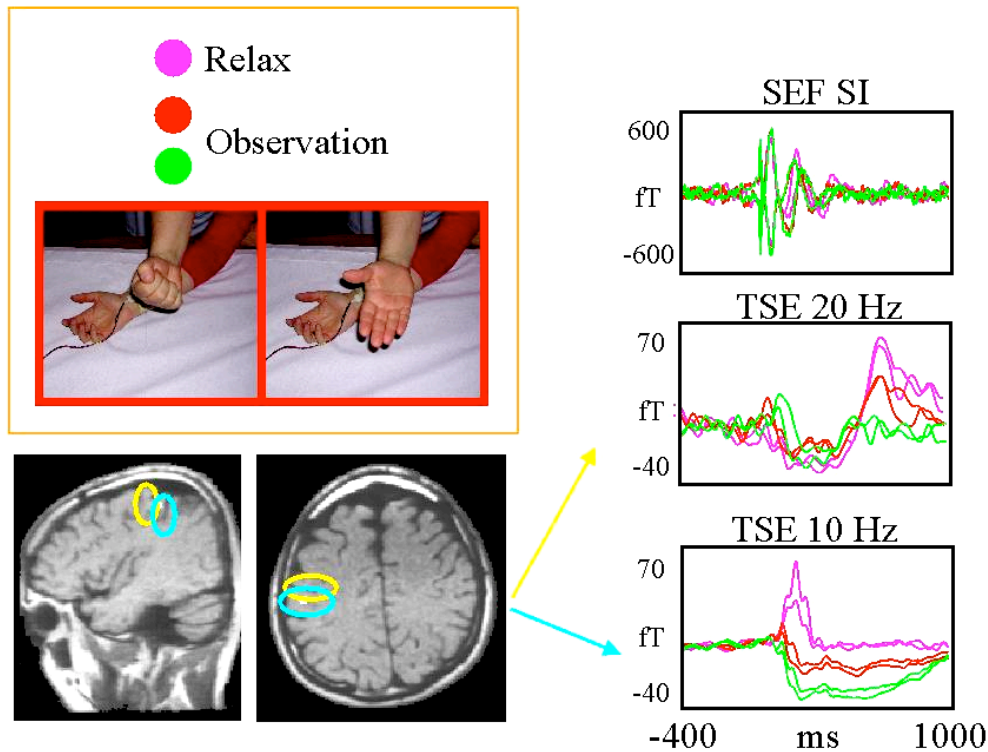 Relax
Observation
SEF SI
600
fT
-600
TSE 20 Hz
70
fT
-40
TSE 10 Hz
70
fT
-40
-400 ms 1000